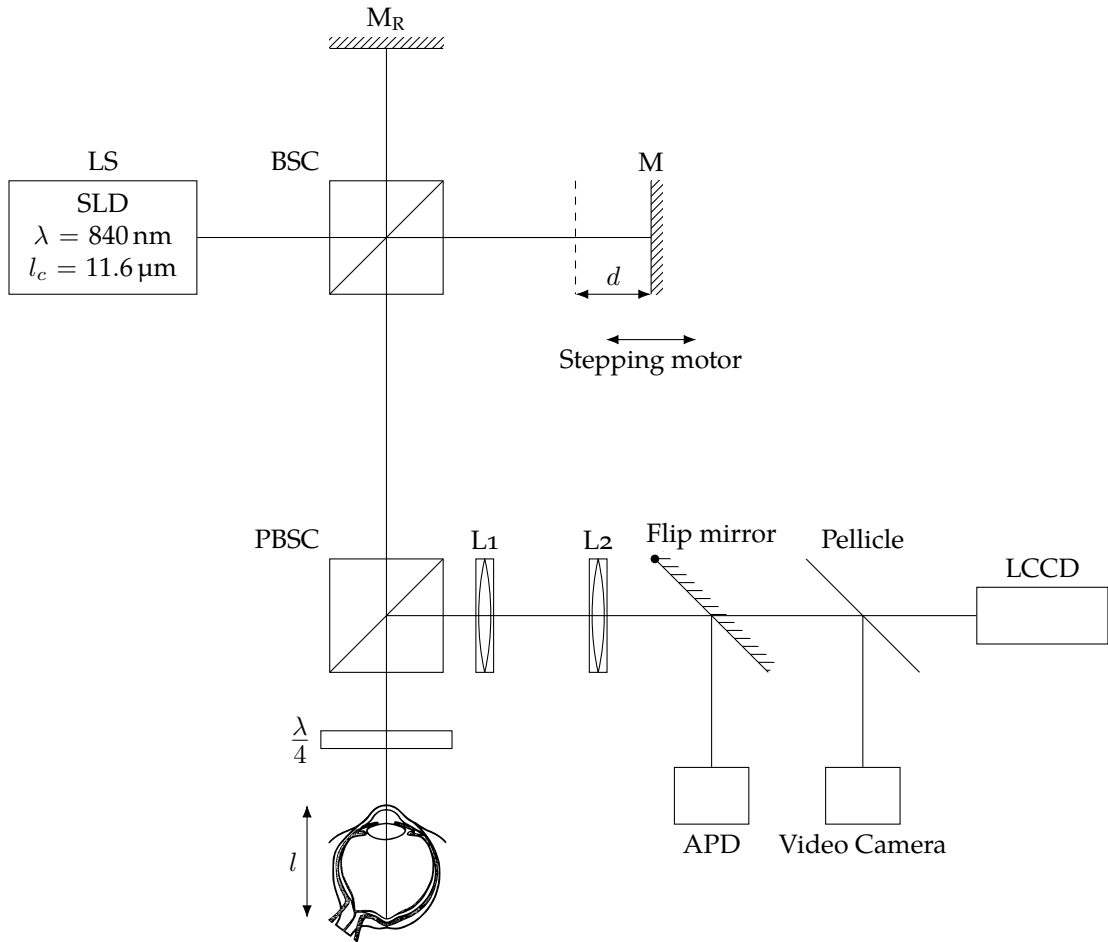 M_R
LS
BSC
M
SLD
λ = 840 nm
l_c = 11.6 µm
d
Stepping motor
PBSC
L1
L2
Flip mirror
Pellicle
LCCD
λ/4
l
APD
Video Camera